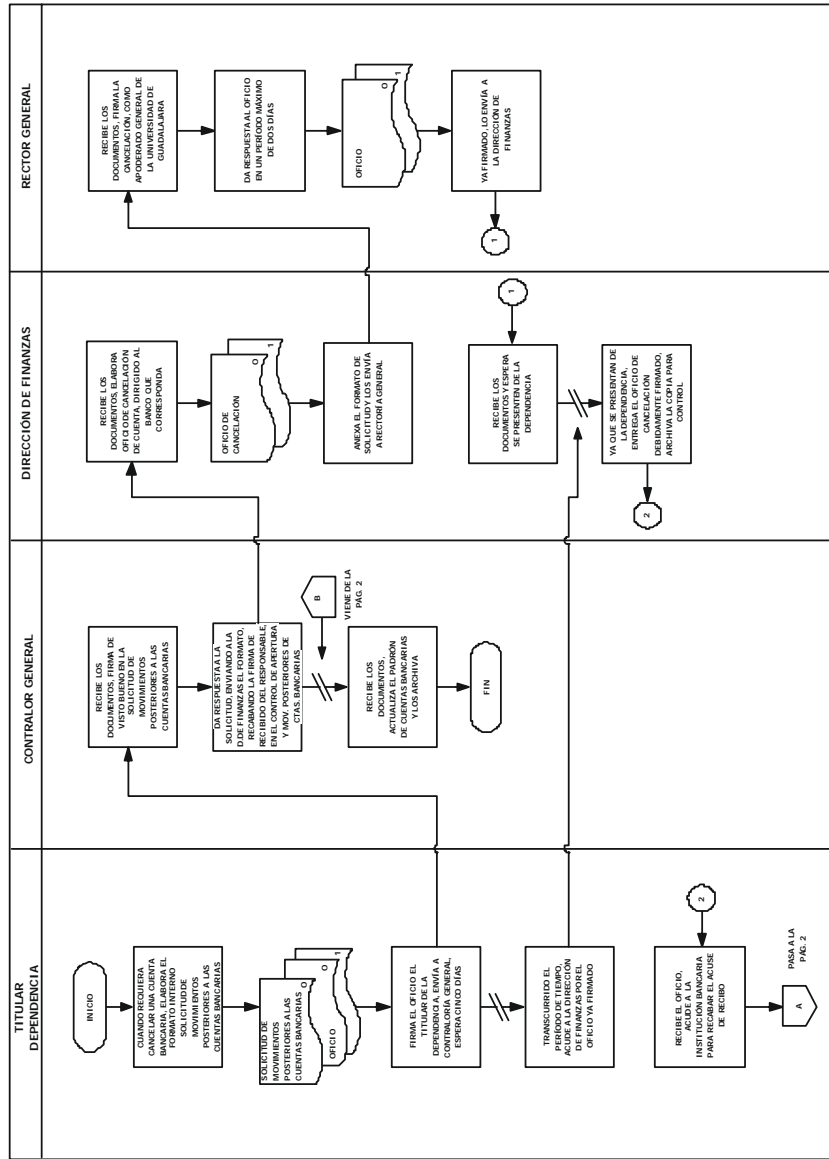 TITULAR
DEPENDENCIA
INICIO
CUANDO REQUIERA
CANCELAR UNA CUENTA
BANCARIA, ELABORA EL
FORMATO INTERNO
SOLICITUD DE
MOVIMIENTOS
POSTERIORES A LAS
CUENTAS BANCARIAS
SOLICITUD DE
MOVIMIENTOS
POSTERIORES A LAS
CUENTAS BANCARIAS
O
OFICIO
O
1
FIRMA EL OFICIO EL
TITULAR DE LA
DEPENDENCIA, ENVÍA A
CONTRALORÍA GENERAL,
ESPERA CINCO DÍAS
TRANSCURRIDO EL
PERÍODO DE TIEMPO,
ACUDE A LA DIRECCIÓN
DE FINANZAS POR EL
OFICIO YA FIRMADO
2
RECIBE EL OFICIO,
ACUDE A LA
INSTITUCIÓN BANCARIA
PARA RECABAR EL ACUSE
DE RECIBO
A
PASA A LA
PÁG. 2
CONTRALOR GENERAL
RECIBE LOS
DOCUMENTOS, FIRMA DE
VISTO BUENO EN LA
SOLICITUD DE
MOVIMIENTOS
POSTERIORES A LAS
CUENTAS BANCARIAS
DA RESPUESTA A LA
SOLICITUD, ENVIANDO A LA
D.DE FINANZAS EL FORMATO,
RECABANDO LA FIRMA DE
RECIBIDO DEL RESPONSABLE,
EN EL CONTROL DE APERTURA
Y MOV. POSTERIORES DE
CTAS. BANCARIAS
B
VIENE DE LA
PÁG. 2
RECIBE LOS
DOCUMENTOS,
ACTUALIZA EL PADRÓN
DE CUENTAS BANCARIAS
Y LOS ARCHIVA
FIN
DIRECCIÓN DE FINANZAS
RECIBE LOS
DOCUMENTOS, ELABORA
OFICIO DE CANCELACIÓN
DE CUENTA, DIRIGIDO AL
BANCO QUE
CORRESPONDA
OFICIO DE
CANCELACIÓN
O
1
ANEXA EL FORMATO DE
SOLICITUD Y LOS ENVÍA
A RECTORÍA GENERAL
1
RECIBE LOS
DOCUMENTOS Y ESPERA
SE PRESENTEN DE LA
DEPENDENCIA
YA QUE SE PRESENTAN DE
LA DEPENDENCIA,
ENTREGA EL OFICIO DE
CANCELACIÓN
DEBIDAMENTE FIRMADO,
ARCHIVA LA COPIA PARA
CONTROL
2
RECTOR GENERAL
RECIBE LOS
DOCUMENTOS, FIRMA LA
CANCELACIÓN, COMO
APODERADO GENERAL DE
LA UNIVERSIDAD DE
GUADALAJARA
DA RESPUESTA AL OFICIO
EN UN PERÍODO MÁXIMO
DE DOS DÍAS
OFICIO
O
1
YA FIRMADO, LO ENVÍA A
LA DIRECCIÓN DE
FINANZAS
1